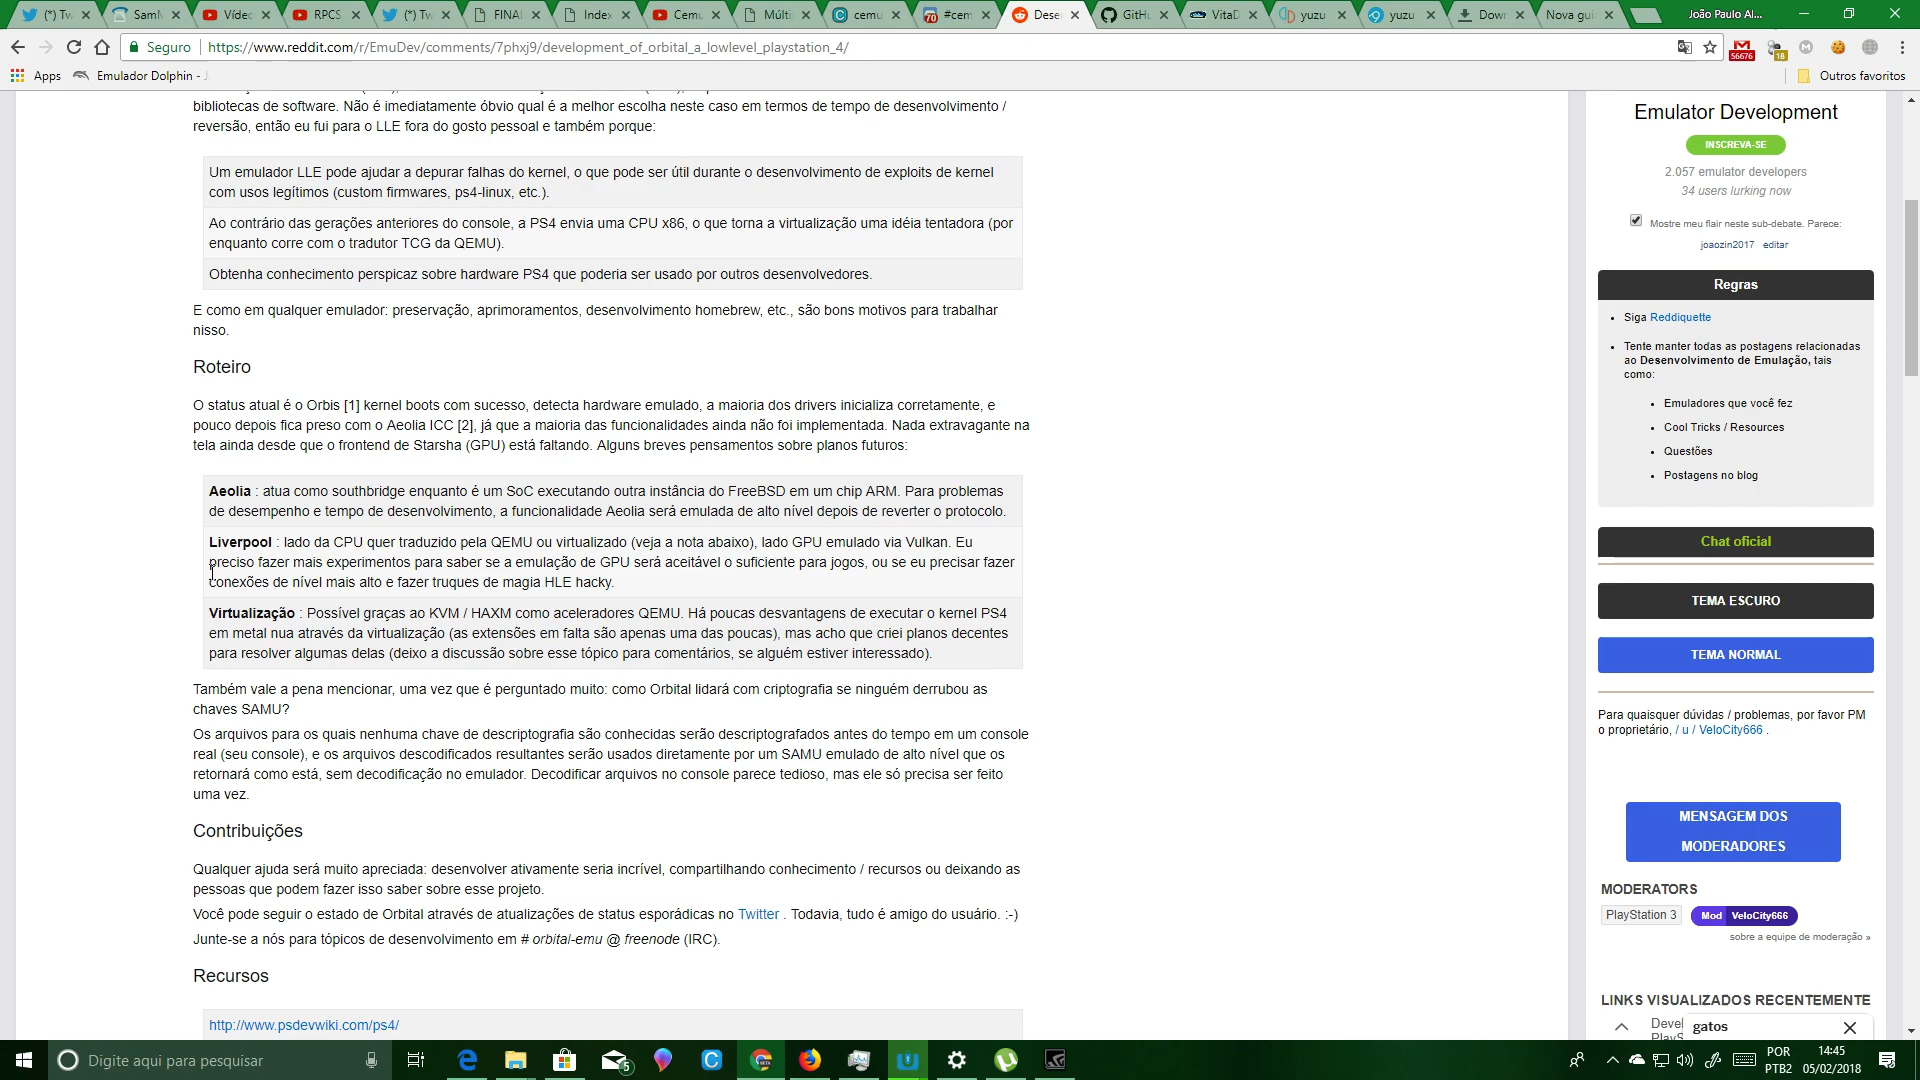 (*) Tw
SamM
Vídec
RPCS
(*) Tw
FINAL
Index
Cemu
Múlti
cemu
#cem
Dese
GitHu
VitaD
yuzu
yuzu
Down
Nova gui
João Paulo Al...
Seguro
https://www.reddit.com/r/EmuDev/comments/7phxj9/development_of_orbital_a_lowlevel_playstation_4/
56676
18
Apps
Emulador Dolphin -
Outros favoritos
bibliotecas de software. Não é imediatamente óbvio qual é a melhor escolha neste caso em termos de tempo de desenvolvimento /
reversão, então eu fui para o LLE fora do gosto pessoal e também porque:
Um emulador LLE pode ajudar a depurar falhas do kernel, o que pode ser útil durante o desenvolvimento de exploits de kernel
com usos legítimos (custom firmwares, ps4-linux, etc.).
Ao contrário das gerações anteriores do console, a PS4 envia uma CPU x86, o que torna a virtualização uma idéia tentadora (por
enquanto corre com o tradutor TCG da QEMU).
Obtenha conhecimento perspicaz sobre hardware PS4 que poderia ser usado por outros desenvolvedores.
E como em qualquer emulador: preservação, aprimoramentos, desenvolvimento homebrew, etc., são bons motivos para trabalhar
nisso.
Roteiro
O status atual é o Orbis [1] kernel boots com sucesso, detecta hardware emulado, a maioria dos drivers inicializa corretamente, e
pouco depois fica preso com o Aeolia ICC [2], já que a maioria das funcionalidades ainda não foi implementada. Nada extravagante na
tela ainda desde que o frontend de Starsha (GPU) está faltando. Alguns breves pensamentos sobre planos futuros:
Aeolia : atua como southbridge enquanto é um SoC executando outra instância do FreeBSD em um chip ARM. Para problemas
de desempenho e tempo de desenvolvimento, a funcionalidade Aeolia será emulada de alto nível depois de reverter o protocolo.
Liverpool : lado da CPU quer traduzido pela QEMU ou virtualizado (veja a nota abaixo), lado GPU emulado via Vulkan. Eu
preciso fazer mais experimentos para saber se a emulação de GPU será aceitável o suficiente para jogos, ou se eu precisar fazer
conexões de nível mais alto e fazer truques de magia HLE hacky.
Virtualização : Possível graças ao KVM / HAXM como aceleradores QEMU. Há poucas desvantagens de executar o kernel PS4
em metal nua através da virtualização (as extensões em falta são apenas uma das poucas), mas acho que criei planos decentes
para resolver algumas delas (deixo a discussão sobre esse tópico para comentários, se alguém estiver interessado).
Também vale a pena mencionar, uma vez que é perguntado muito: como Orbital lidará com criptografia se ninguém derrubou as
chaves SAMU?
Os arquivos para os quais nenhuma chave de descriptografia são conhecidas serão descriptografados antes do tempo em um console
real (seu console), e os arquivos descodificados resultantes serão usados diretamente por um SAMU emulado de alto nível que os
retornará como está, sem decodificação no emulador. Decodificar arquivos no console parece tedioso, mas ele só precisa ser feito
uma vez.
Contribuições
Qualquer ajuda será muito apreciada: desenvolver ativamente seria incrível, compartilhando conhecimento / recursos ou deixando as
pessoas que podem fazer isso saber sobre esse projeto.
Você pode seguir o estado de Orbital através de atualizações de status esporádicas no Twitter . Todavia, tudo é amigo do usuário. :-)
Junte-se a nós para tópicos de desenvolvimento em # orbital-emu @ freenode (IRC).
Recursos
http://www.psdevwiki.com/ps4/
Emulator Development
INSCREVA-SE
2.057 emulator developers
34 users lurking now
Mostre meu flair neste sub-debate. Parece:
joaozin2017 editar
Regras
Siga Reddiquette
Tente manter todas as postagens relacionadas
ao Desenvolvimento de Emulação, tais
como:
Emuladores que você fez
Cool Tricks / Resources
Questões
Postagens no blog
Chat oficial
TEMA ESCURO
TEMA NORMAL
Para quaisquer dúvidas / problemas, por favor PM
o proprietário, / u / VeloCity666 .
MENSAGEM DOS
MODERADORES
MODERATORS
PlayStation 3 Mod VeloCity666
sobre a equipe de moderação »
LINKS VISUALIZADOS RECENTEMENTE
Devel
PlayS
gatos
Digite aqui para pesquisar
5
POR
PTB2
14:45
05/02/2018